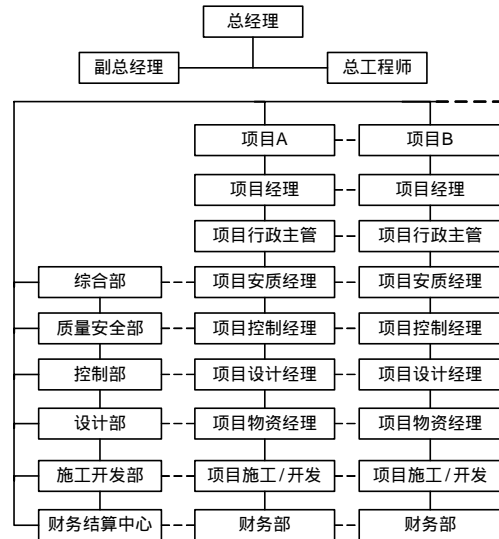 总经理
副总经理
总工程师
项目A
项目B
项目经理
项目经理
项目行政主管
项目行政主管
综合部
项目安质经理
项目安质经理
质量安全部
项目控制经理
项目控制经理
控制部
项目设计经理
项目设计经理
设计部
项目物资经理
项目物资经理
施工开发部
项目施工/开发
项目施工/开发
财务结算中心
财务部
财务部